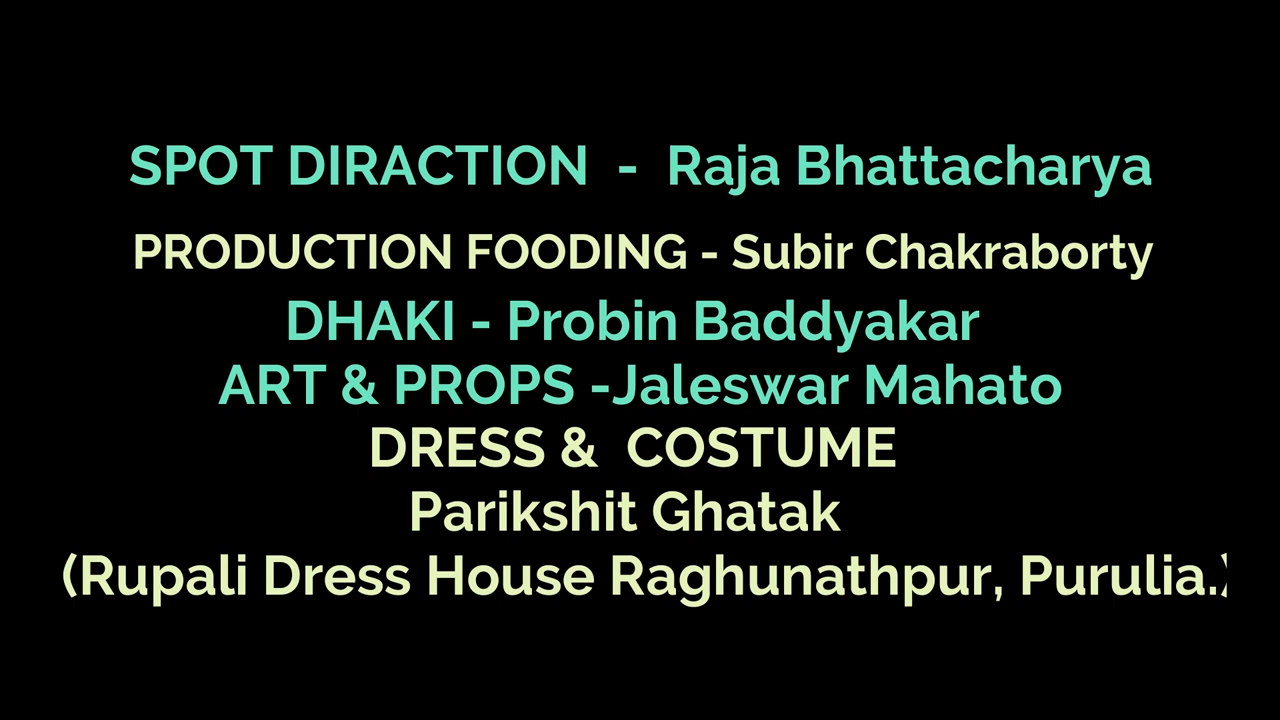 SPOT DIRACTION  -  Raja Bhattacharya
PRODUCTION FOODING - Subir Chakraborty
DHAKI - Probin Baddyakar
ART & PROPS -Jaleswar Mahato
DRESS &  COSTUME
Parikshit Ghatak
(Rupali Dress House Raghunathpur, Purulia.)